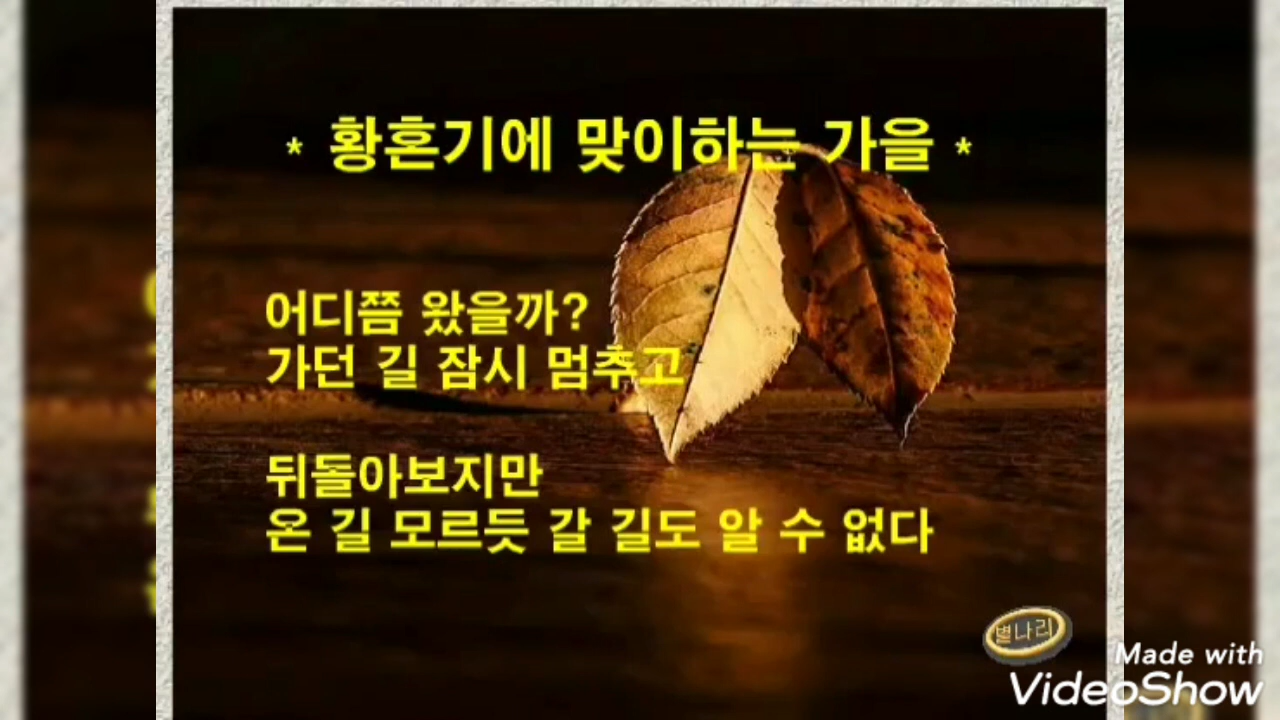 * 황혼기에 맞이하는 가을 *
어디쯤 왔을까?
가던 길 잠시 멈추고
뒤돌아보지만
온 길 모르듯 갈 길도 알 수 없다
별나리
Made with
VideoShow